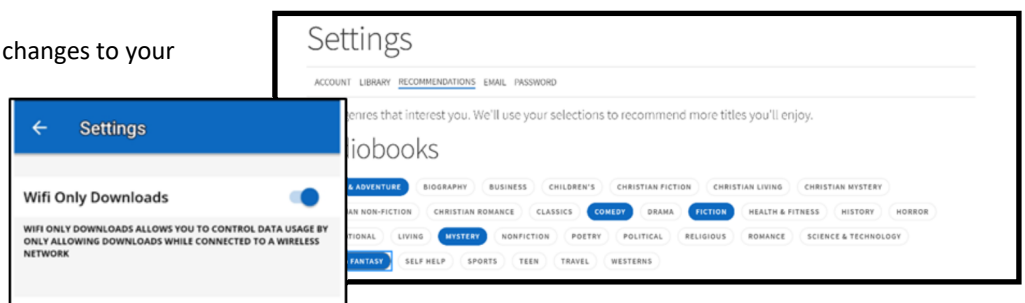 changes to your
Settings
ACCOUNT LIBRARY RECOMMENDATIONS EMAIL PASSWORD
enres that interest you. We'll use your selections to recommend more titles you'll enjoy.
iobooks
& ADVENTURE BIOGRAPHY BUSINESS CHILDREN'S CHRISTIAN FICTION CHRISTIAN LIVING CHRISTIAN MYSTERY
AN NON-FICTION CHRISTIAN ROMANCE CLASSICS COMEDY DRAMA FICTION HEALTH & FITNESS HISTORY HORROR
TIONAL LIVING MYSTERY NONFICTION POETRY POLITICAL RELIGIOUS ROMANCE SCIENCE & TECHNOLOGY
FANTASY SELF HELP SPORTS TEEN TRAVEL WESTERNS
Settings
Wifi Only Downloads
WIFI ONLY DOWNLOADS ALLOWS YOU TO CONTROL DATA USAGE BY
ONLY ALLOWING DOWNLOADS WHILE CONNECTED TO A WIRELESS
NETWORK